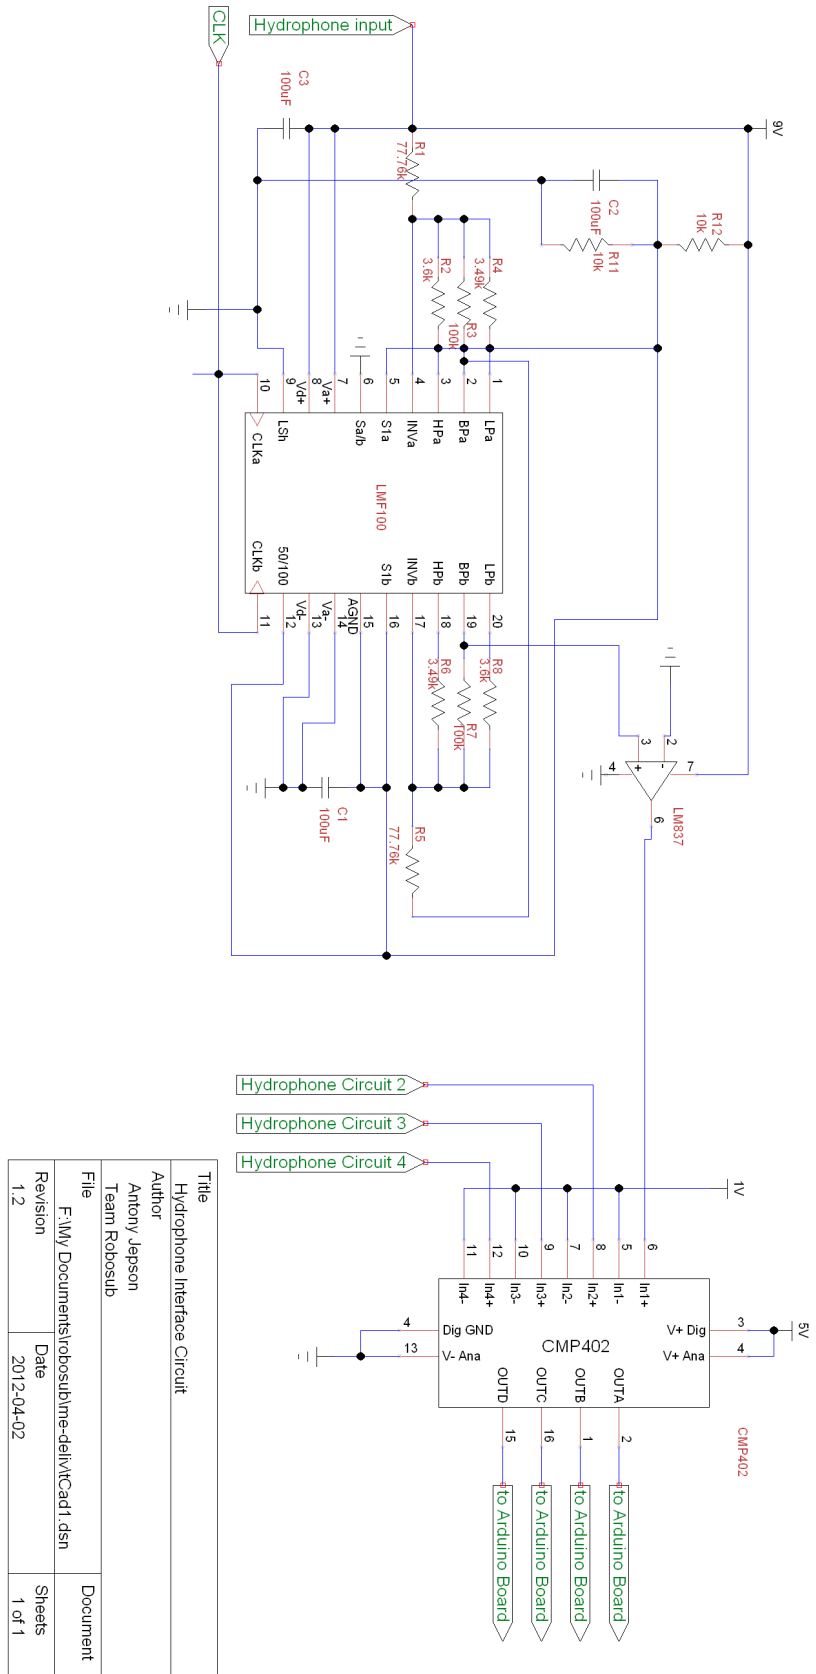 CLK
Hydrophone input
9V
C3
100uF
R1
77.76k
C2
100uF
R12
10k
R11
10k
R2
3.6k
R4
3.49k
R3
100k
10
9
8
7
6
5
4
3
2
1
Vd+
Va+
CLKa
LSh
Sa/b
S1a
INVa
HPa
BPa
LPa
LMF100
CLKb
50/100
Vd-
Va-
AGND
S1b
INVb
HPb
BPb
LPb
11
12
13
14
15
16
17
18
19
20
R6
3.49k
R8
3.6k
R7
100k
C1
100uF
R5
77.76k
3
2
+
-
4
7
6
LM837
Hydrophone Circuit 2
Hydrophone Circuit 3
Hydrophone Circuit 4
1V
11
12
10
9
7
8
5
6
In4-
In4+
In3-
In3+
In2-
In2+
In1-
In1+
4
Dig GND
13
V- Ana
CMP402
V+ Dig
3
V+ Ana
4
5V
OUTD
OUTC
OUTB
OUTA
15
16
1
2
CMP402
to Arduino Board
to Arduino Board
to Arduino Board
to Arduino Board
Title
Hydrophone Interface Circuit
Author
Antony Jepson
Team Robosub
File
F:\My Documents\robosub\me-deliv\tCad1.dsn
Document
Revision
1.2
Date
2012-04-02
Sheets
1 of 1